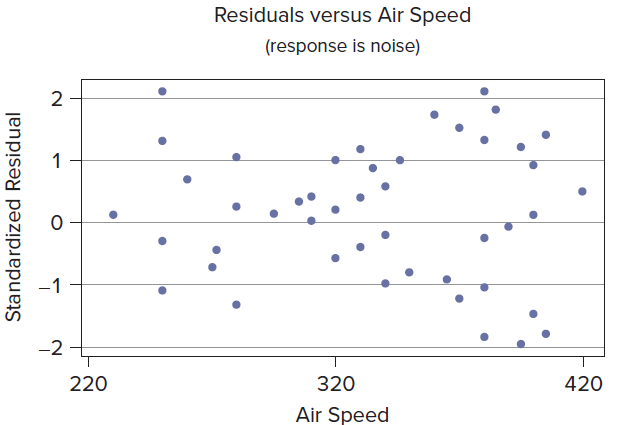 Residuals versus Air Speed
(response is noise)
Standardized Residual
2
1
0
−1
−2
220
320
420
Air Speed